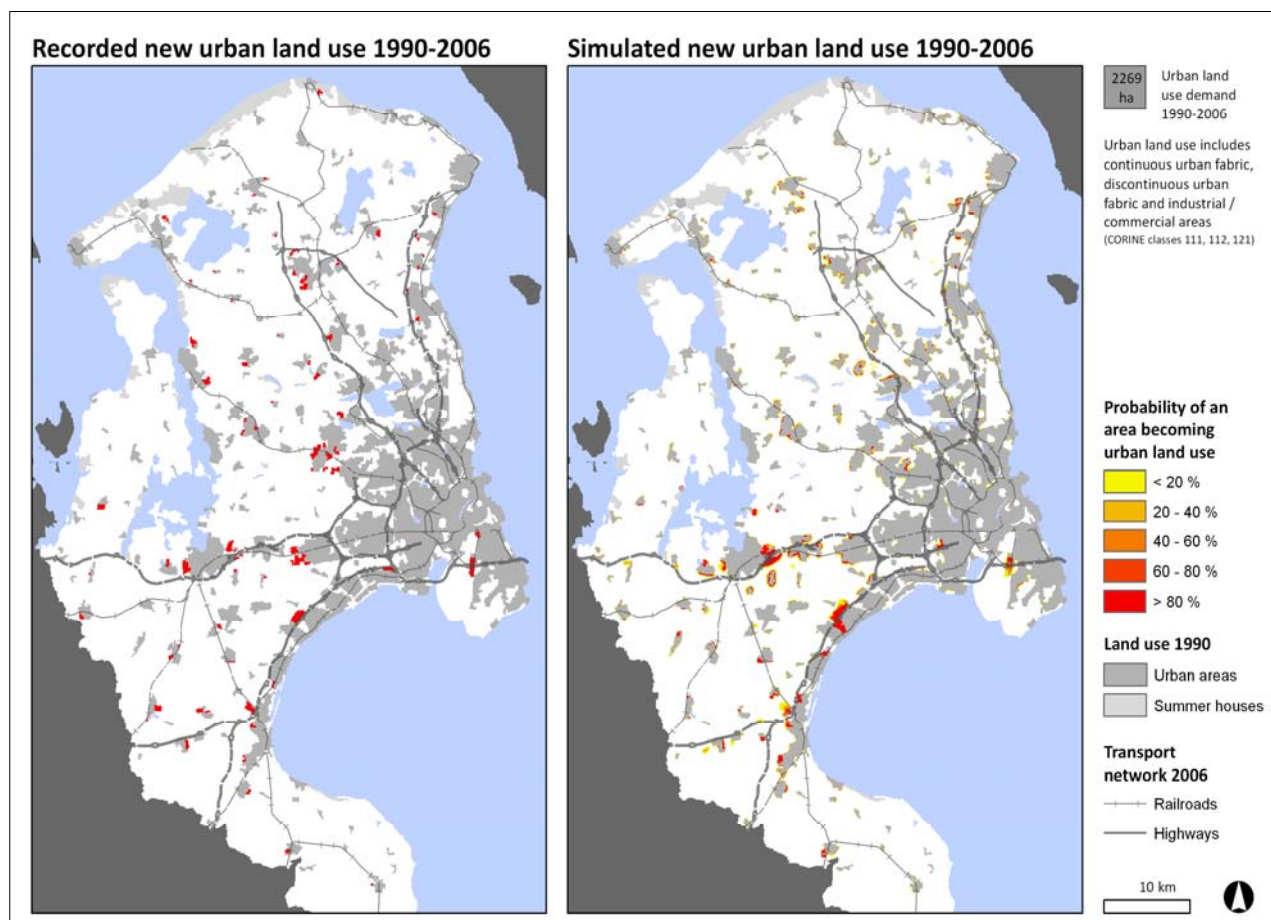 Recorded new urban land use 1990-2006
Simulated new urban land use 1990-2006
2269
ha
Urban land
use demand
1990-2006
Urban land use includes
continuous urban fabric,
discontinuous urban
fabric and industrial /
commercial areas
(CORINE classes 111, 112, 121)
Probability of an
area becoming
urban land use
< 20 %
20 - 40 %
40 - 60 %
60 - 80 %
> 80 %
Land use 1990
Urban areas
Summer houses
Transport
network 2006
Railroads
Highways
10 km